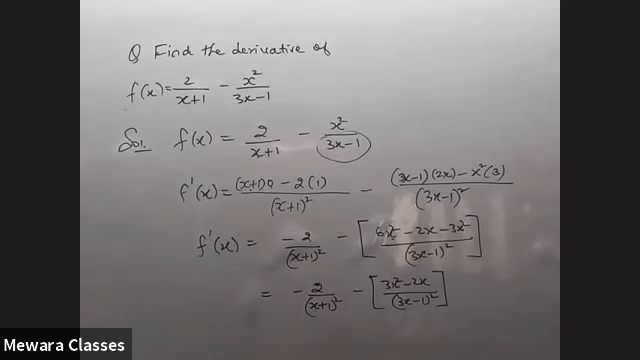 Q Find the derivative of
f(x) = 2/(x+1) - x²/(3x-1)
Sol. f(x) = 2/(x+1) - x²/(3x-1)
f'(x) = ((x+1)0 - 2(1))/(x+1)² - ((3x-1)(2x) - x²(3))/(3x-1)²
f'(x) = -2/(x+1)² - [(6x² - 2x - 3x²)/(3x-1)²]
= -2/(x+1)² - [(3x² - 2x)/(3x-1)²]
Mewara Classes